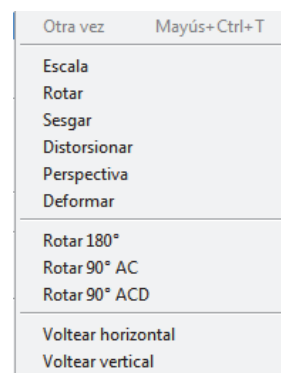 Otra vez Mayús+Ctrl+T
Escala
Rotar
Sesgar
Distorsionar
Perspectiva
Deformar
Rotar 180°
Rotar 90° AC
Rotar 90° ACD
Voltear horizontal
Voltear vertical